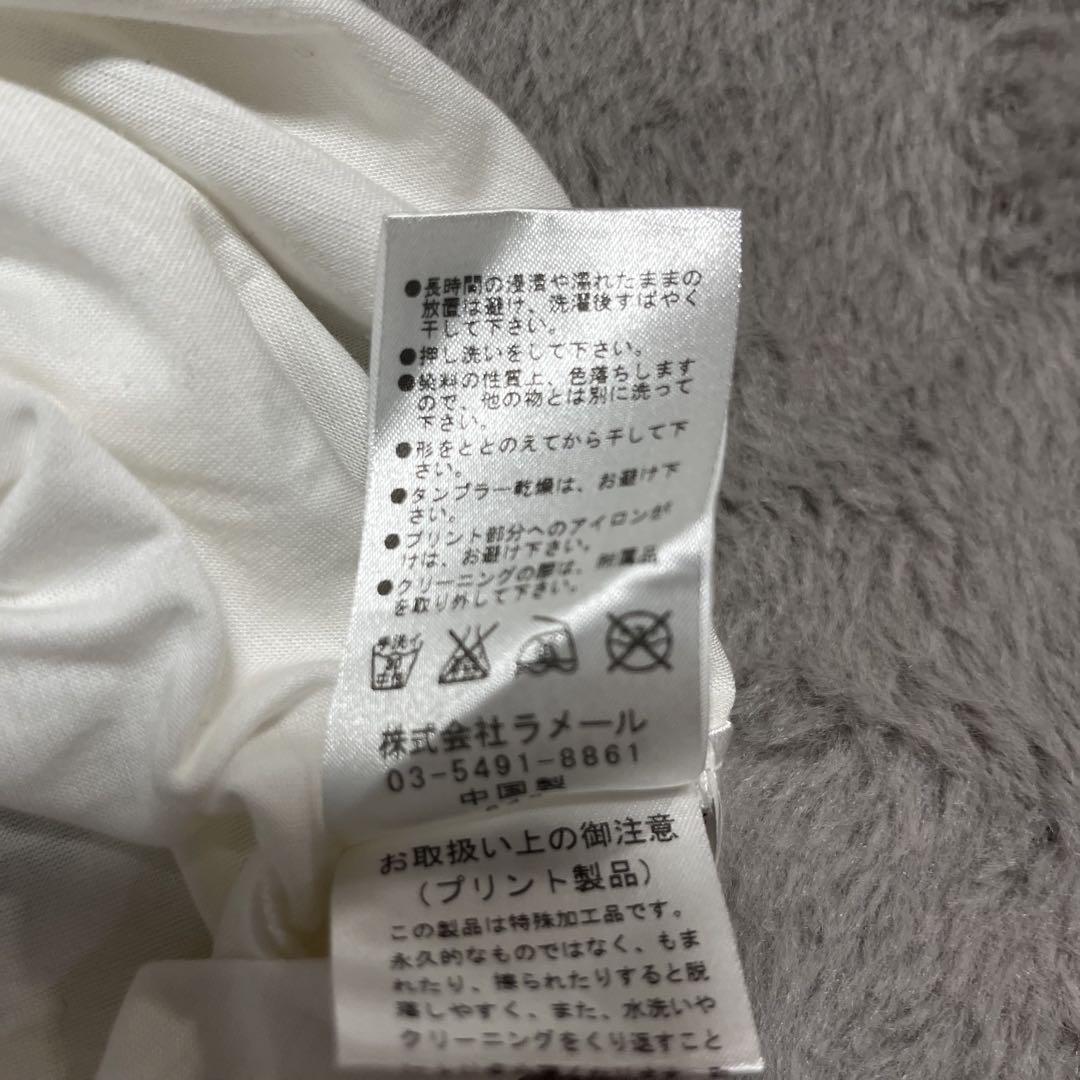 ●長時間の浸漬や濡れたままの
放置は避け、洗濯後すばやく
干して下さい。
●押し洗いをして下さい。
●染料の性質上、色落ちします
ので、他の物とは別に洗って
下さい。
●形をととのえてから干して下
さい。
●タンブラー乾燥は、お避け下
さい。
●プリント部分へのアイロンが
けは、お避け下さい。
●クリーニングの際は、附属品
を取り外して下さい。
手洗イ
中性
株式会社ラメール
03-5491-8861
中国製
お取扱い上の御注意
（プリント製品）
この製品は特殊加工品です。
永久的なものではなく、もま
れたり、擦られたりすると脱
落しやすく、また、水洗いや
クリーニングをくり返すこと